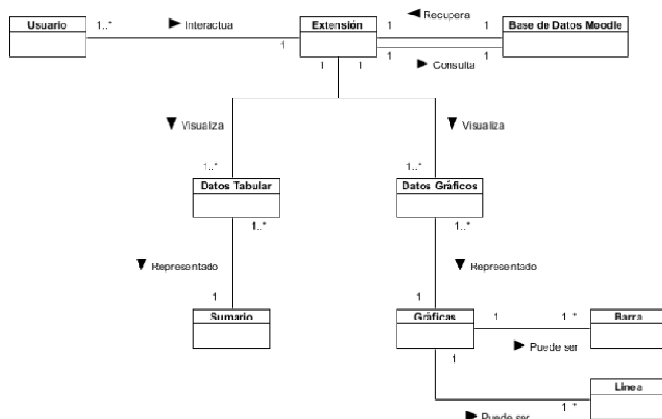 Usuario
1..*
Interactua
1
Extensión
1
Recupera
1
Base de Datos Moodle
1
Consulta
1
1
1
Visualiza
Visualiza
1..*
1..*
Datos Tabular
Datos Gráficos
1..*
1..*
Representado
Representado
1
1
Sumario
Gráficas
1
1..*
Barra
Puede ser
1
Linea
1..*
Puede ser